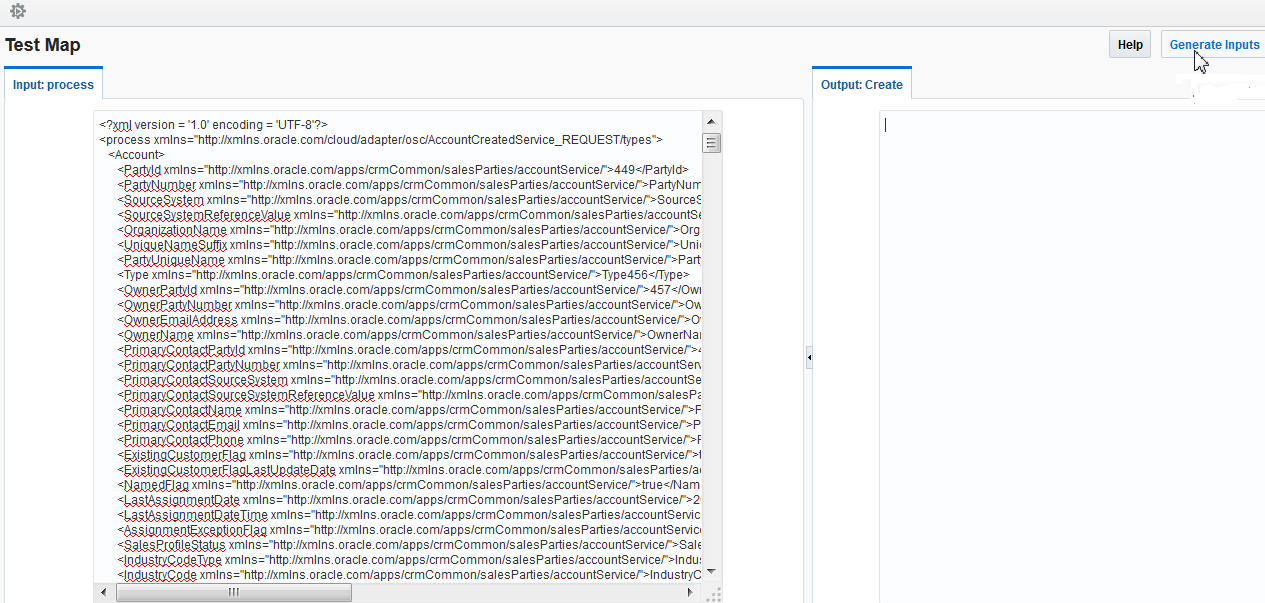 Test Map
Help
Generate Inputs
Input: process
Output: Create
<?xml version = '1.0' encoding = 'UTF-8'?>
<process xmlns="http://xmlns.oracle.com/cloud/adapter/osc/AccountCreatedService_REQUEST/types">
<Account>
<PartyId xmlns="http://xmlns.oracle.com/apps/crmCommon/salesParties/accountService/">449</PartyId>
<PartyNumber xmlns="http://xmlns.oracle.com/apps/crmCommon/salesParties/accountService/">PartyNum
<SourceSystem xmlns="http://xmlns.oracle.com/apps/crmCommon/salesParties/accountService/">SourceS
<SourceSystemReferenceValue xmlns="http://xmlns.oracle.com/apps/crmCommon/salesParties/accountSe
<OrganizationName xmlns="http://xmlns.oracle.com/apps/crmCommon/salesParties/accountService/">Org
<UniqueNameSuffix xmlns="http://xmlns.oracle.com/apps/crmCommon/salesParties/accountService/">Uni
<PartyUniqueName xmlns="http://xmlns.oracle.com/apps/crmCommon/salesParties/accountService/">Part
<Type xmlns="http://xmlns.oracle.com/apps/crmCommon/salesParties/accountService/">Type456</Type>
<OwnerPartyId xmlns="http://xmlns.oracle.com/apps/crmCommon/salesParties/accountService/">457</Own
<OwnerPartyNumber xmlns="http://xmlns.oracle.com/apps/crmCommon/salesParties/accountService/">Ow
<OwnerEmailAddress xmlns="http://xmlns.oracle.com/apps/crmCommon/salesParties/accountService/">Ov
<OwnerName xmlns="http://xmlns.oracle.com/apps/crmCommon/salesParties/accountService/">OwnerNar
<PrimaryContactPartyId xmlns="http://xmlns.oracle.com/apps/crmCommon/salesParties/accountService/">4
<PrimaryContactPartyNumber xmlns="http://xmlns.oracle.com/apps/crmCommon/salesParties/accountServi
<PrimaryContactSourceSystem xmlns="http://xmlns.oracle.com/apps/crmCommon/salesParties/accountSe
<PrimaryContactSourceSystemReferenceValue xmlns="http://xmlns.oracle.com/apps/crmCommon/salesPa
<PrimaryContactName xmlns="http://xmlns.oracle.com/apps/crmCommon/salesParties/accountService/">P
<PrimaryContactEmail xmlns="http://xmlns.oracle.com/apps/crmCommon/salesParties/accountService/">P
<PrimaryContactPhone xmlns="http://xmlns.oracle.com/apps/crmCommon/salesParties/accountService/">P
<ExistingCustomerFlag xmlns="http://xmlns.oracle.com/apps/crmCommon/salesParties/accountService/">t
<ExistingCustomerFlagLastUpdateDate xmlns="http://xmlns.oracle.com/apps/crmCommon/salesParties/ac
<NamedFlag xmlns="http://xmlns.oracle.com/apps/crmCommon/salesParties/accountService/">true</Nam
<LastAssignmentDate xmlns="http://xmlns.oracle.com/apps/crmCommon/salesParties/accountService/">2
<LastAssignmentDateTime xmlns="http://xmlns.oracle.com/apps/crmCommon/salesParties/accountService
<AssignmentExceptionFlag xmlns="http://xmlns.oracle.com/apps/crmCommon/salesParties/accountService
<SalesProfileStatus xmlns="http://xmlns.oracle.com/apps/crmCommon/salesParties/accountService/">Sale
<IndustryCodeType xmlns="http://xmlns.oracle.com/apps/crmCommon/salesParties/accountService/">Indus
<IndustryCode xmlns="http://xmlns.oracle.com/apps/crmCommon/salesParties/accountService/">IndustryC